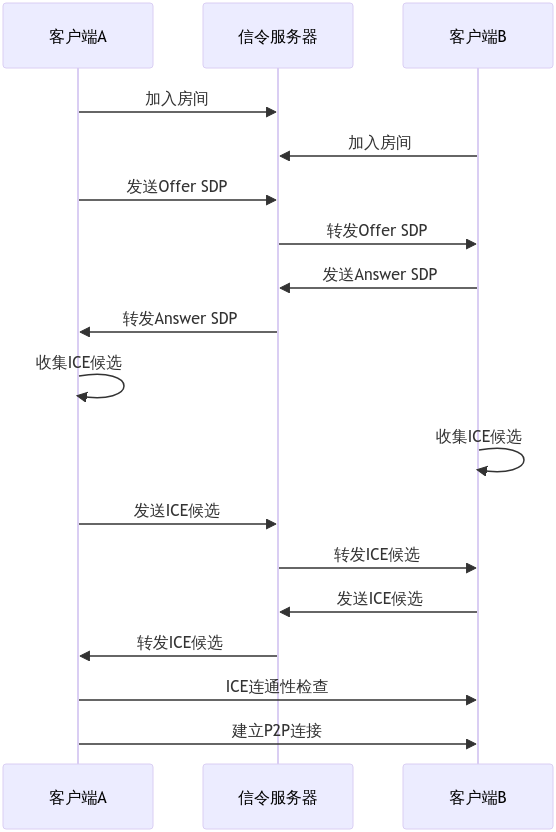 客户端A
信令服务器
客户端B
加入房间
加入房间
发送Offer SDP
转发Offer SDP
发送Answer SDP
转发Answer SDP
收集ICE候选
收集ICE候选
发送ICE候选
转发ICE候选
发送ICE候选
转发ICE候选
ICE连通性检查
建立P2P连接
客户端A
信令服务器
客户端B